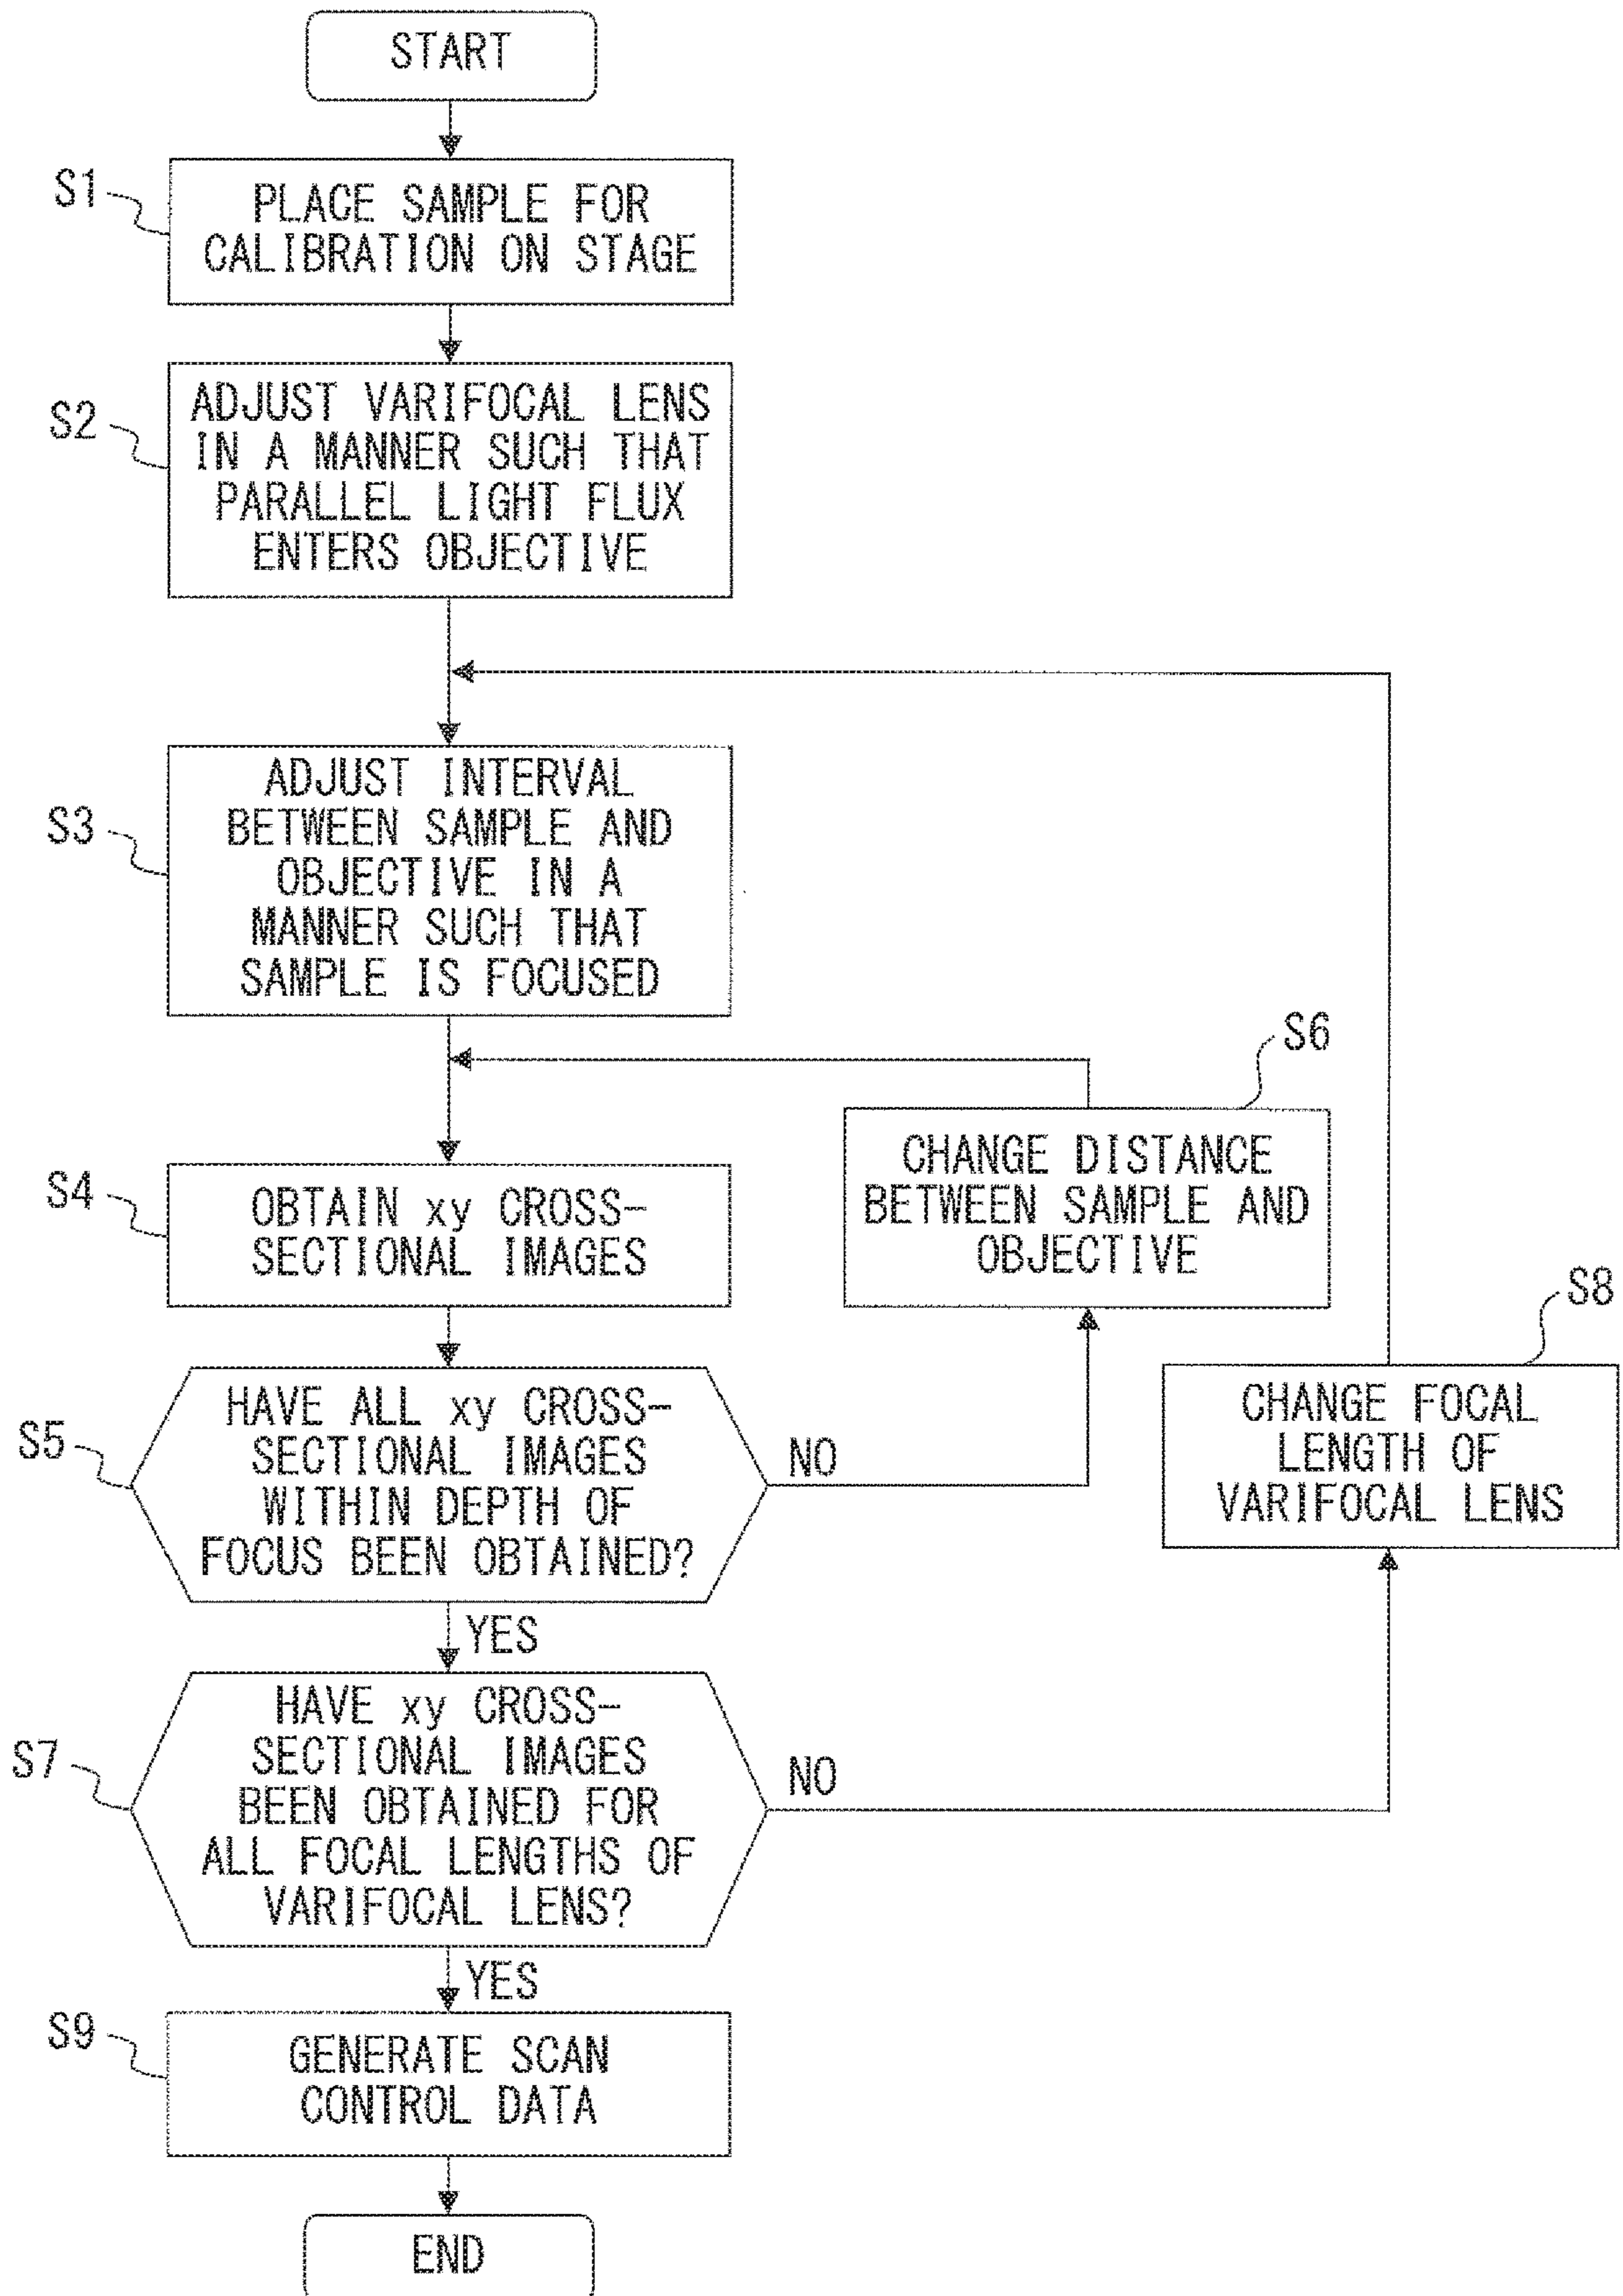 START
S1
PLACE SAMPLE FOR
CALIBRATION ON STAGE
S2
ADJUST VARIFOCAL LENS
IN A MANNER SUCH THAT
PARALLEL LIGHT FLUX
ENTERS OBJECTIVE
S3
ADJUST INTERVAL
BETWEEN SAMPLE AND
OBJECTIVE IN A
MANNER SUCH THAT
SAMPLE IS FOCUSED
S4
OBTAIN xy CROSS-
SECTIONAL IMAGES
S5
HAVE ALL xy CROSS-
SECTIONAL IMAGES
WITHIN DEPTH OF
FOCUS BEEN OBTAINED?
NO
S6
CHANGE DISTANCE
BETWEEN SAMPLE AND
OBJECTIVE
YES
S7
HAVE xy CROSS-
SECTIONAL IMAGES
BEEN OBTAINED FOR
ALL FOCAL LENGTHS OF
VARIFOCAL LENS?
NO
S8
CHANGE FOCAL
LENGTH OF
VARIFOCAL LENS
YES
S9
GENERATE SCAN
CONTROL DATA
END